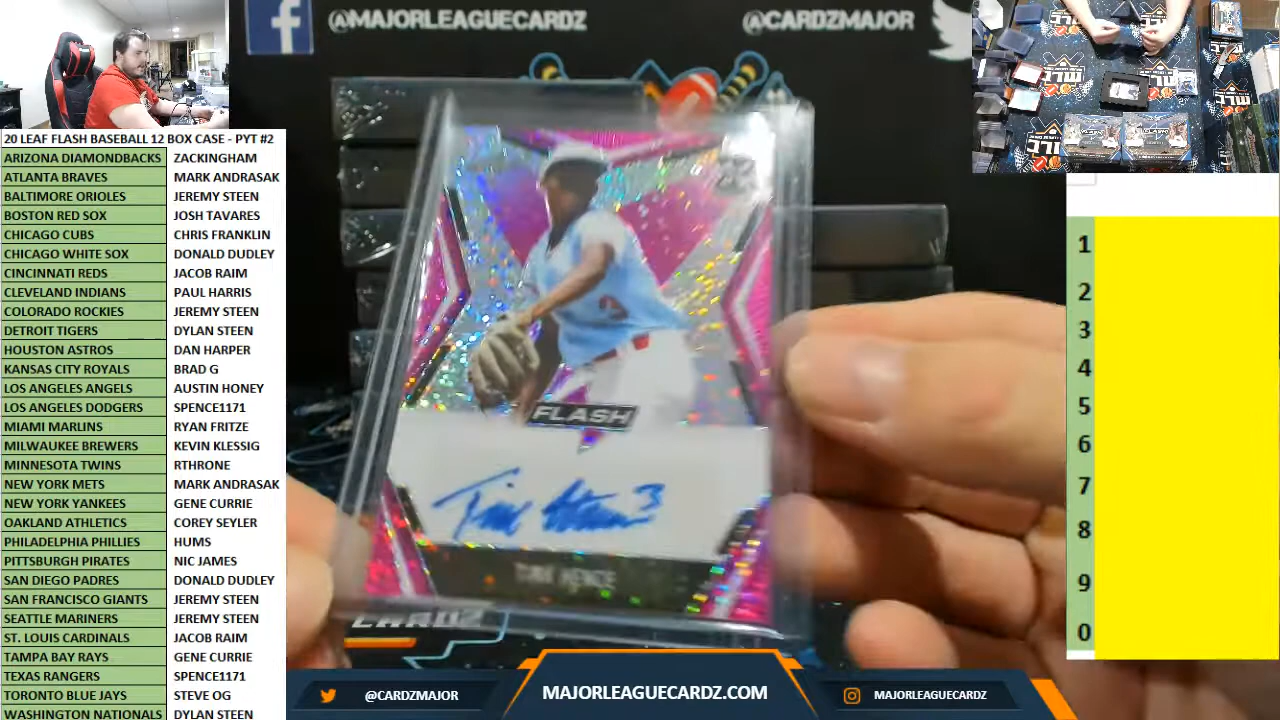 @MAJORLEAGUECARDZ
@CARDZMAJOR
20 LEAF FLASH BASEBALL 12 BOX CASE - PYT #2
ARIZONA DIAMONDBACKS ZACKINGHAM
ATLANTA BRAVES MARK ANDRASAK
BALTIMORE ORIOLES JEREMY STEEN
BOSTON RED SOX JOSH TAVARES
CHICAGO CUBS CHRIS FRANKLIN
CHICAGO WHITE SOX DONALD DUDLEY
CINCINNATI REDS JACOB RAIM
CLEVELAND INDIANS PAUL HARRIS
COLORADO ROCKIES JEREMY STEEN
DETROIT TIGERS DYLAN STEEN
HOUSTON ASTROS DAN HARPER
KANSAS CITY ROYALS BRAD G
LOS ANGELES ANGELS AUSTIN HONEY
LOS ANGELES DODGERS SPENCE1171
MIAMI MARLINS RYAN FRITZE
MILWAUKEE BREWERS KEVIN KLESSIG
MINNESOTA TWINS RTHRONE
NEW YORK METS MARK ANDRASAK
NEW YORK YANKEES GENE CURRIE
OAKLAND ATHLETICS COREY SEYLER
PHILADELPHIA PHILLIES HUMS
PITTSBURGH PIRATES NIC JAMES
SAN DIEGO PADRES DONALD DUDLEY
SAN FRANCISCO GIANTS JEREMY STEEN
SEATTLE MARINERS JEREMY STEEN
ST. LOUIS CARDINALS JACOB RAIM
TAMPA BAY RAYS GENE CURRIE
TEXAS RANGERS SPENCE1171
TORONTO BLUE JAYS STEVE OG
WASHINGTON NATIONALS DYLAN STEEN
FLASH
3
1
2
3
4
5
6
7
8
9
0
@CARDZMAJOR
MAJORLEAGUECARDZ.COM
MAJORLEAGUECARDZ